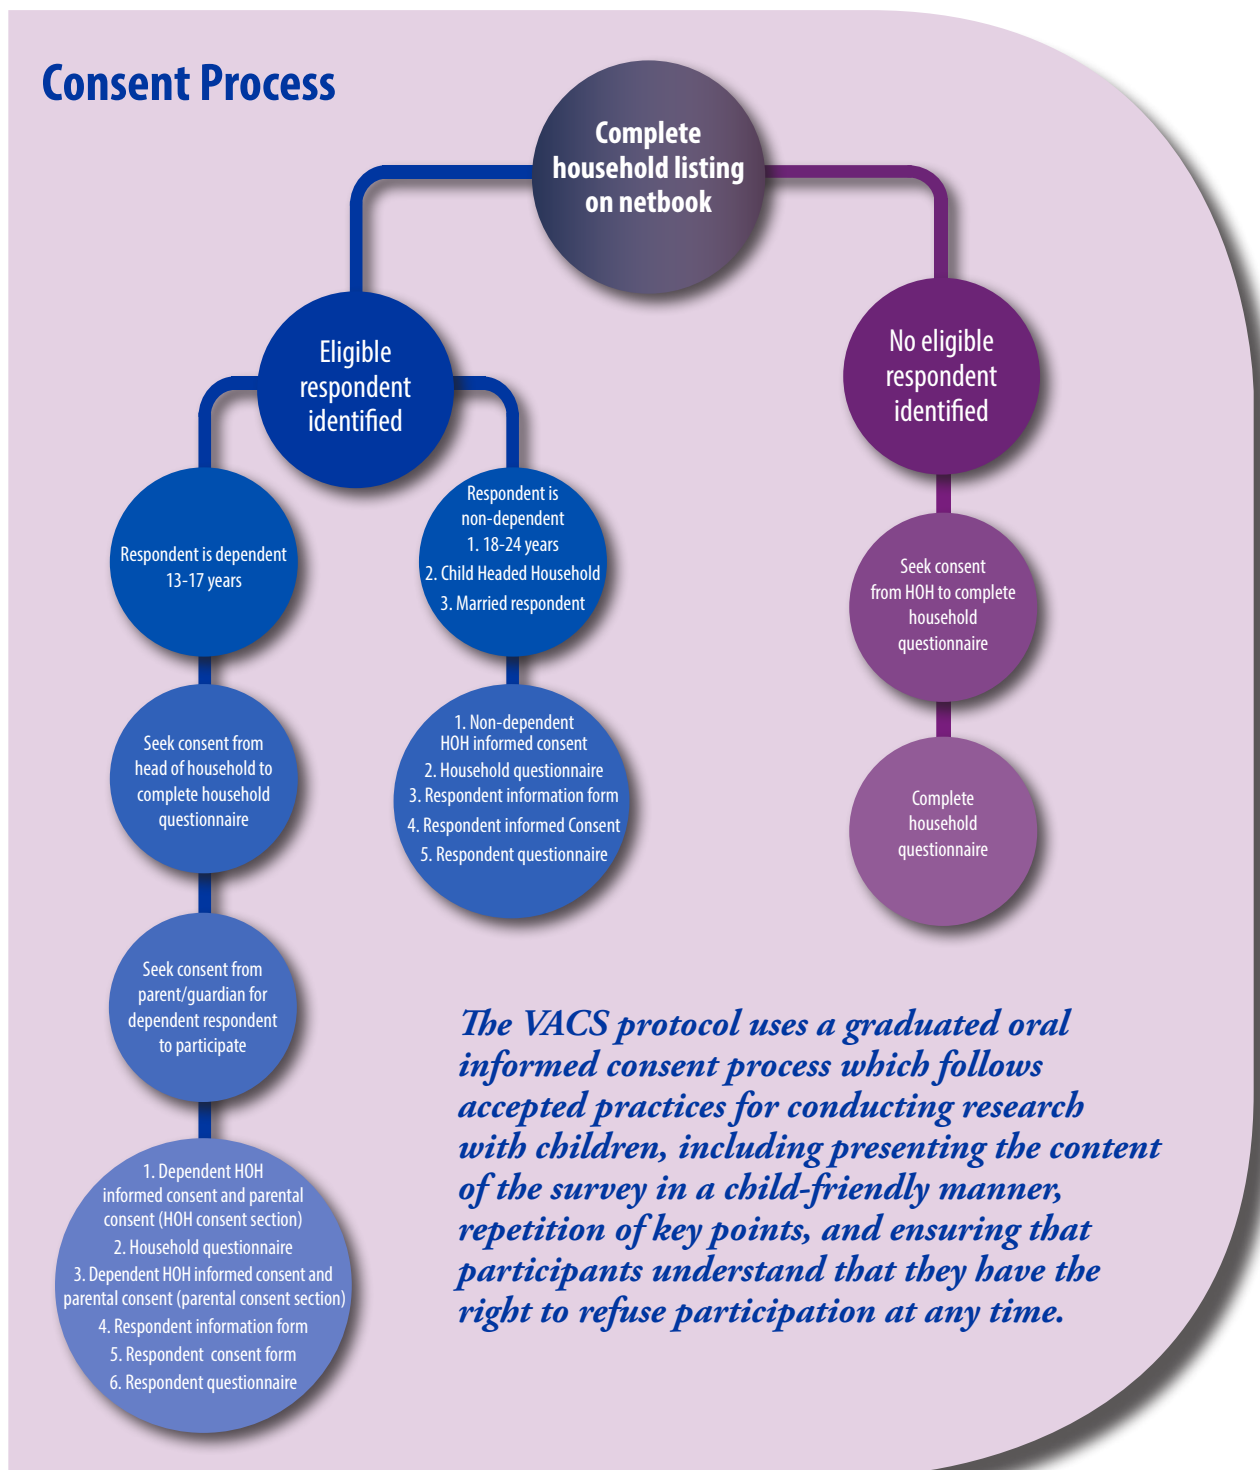 Consent Process
Complete
household listing
on netbook
Eligible
respondent
identified
No eligible
respondent
identified
Respondent is dependent
13-17 years
Respondent is
non-dependent
1. 18-24 years
2. Child Headed Household
3. Married respondent
Seek consent
from HOH to complete
household
questionnaire
Seek consent from
head of household to
complete household
questionnaire
1. Non-dependent
HOH informed consent
2. Household questionnaire
3. Respondent information form
4. Respondent informed Consent
5. Respondent questionnaire
Complete
household
questionnaire
Seek consent from
parent/guardian for
dependent respondent
to participate
1. Dependent HOH
informed consent and parental
consent (HOH consent section)
2. Household questionnaire
3. Dependent HOH informed consent and
parental consent (parental consent section)
4. Respondent information form
5. Respondent consent form
6. Respondent questionnaire
The VACS protocol uses a graduated oral
informed consent process which follows
accepted practices for conducting research
with children, including presenting the content
of the survey in a child-friendly manner,
repetition of key points, and ensuring that
participants understand that they have the
right to refuse participation at any time.